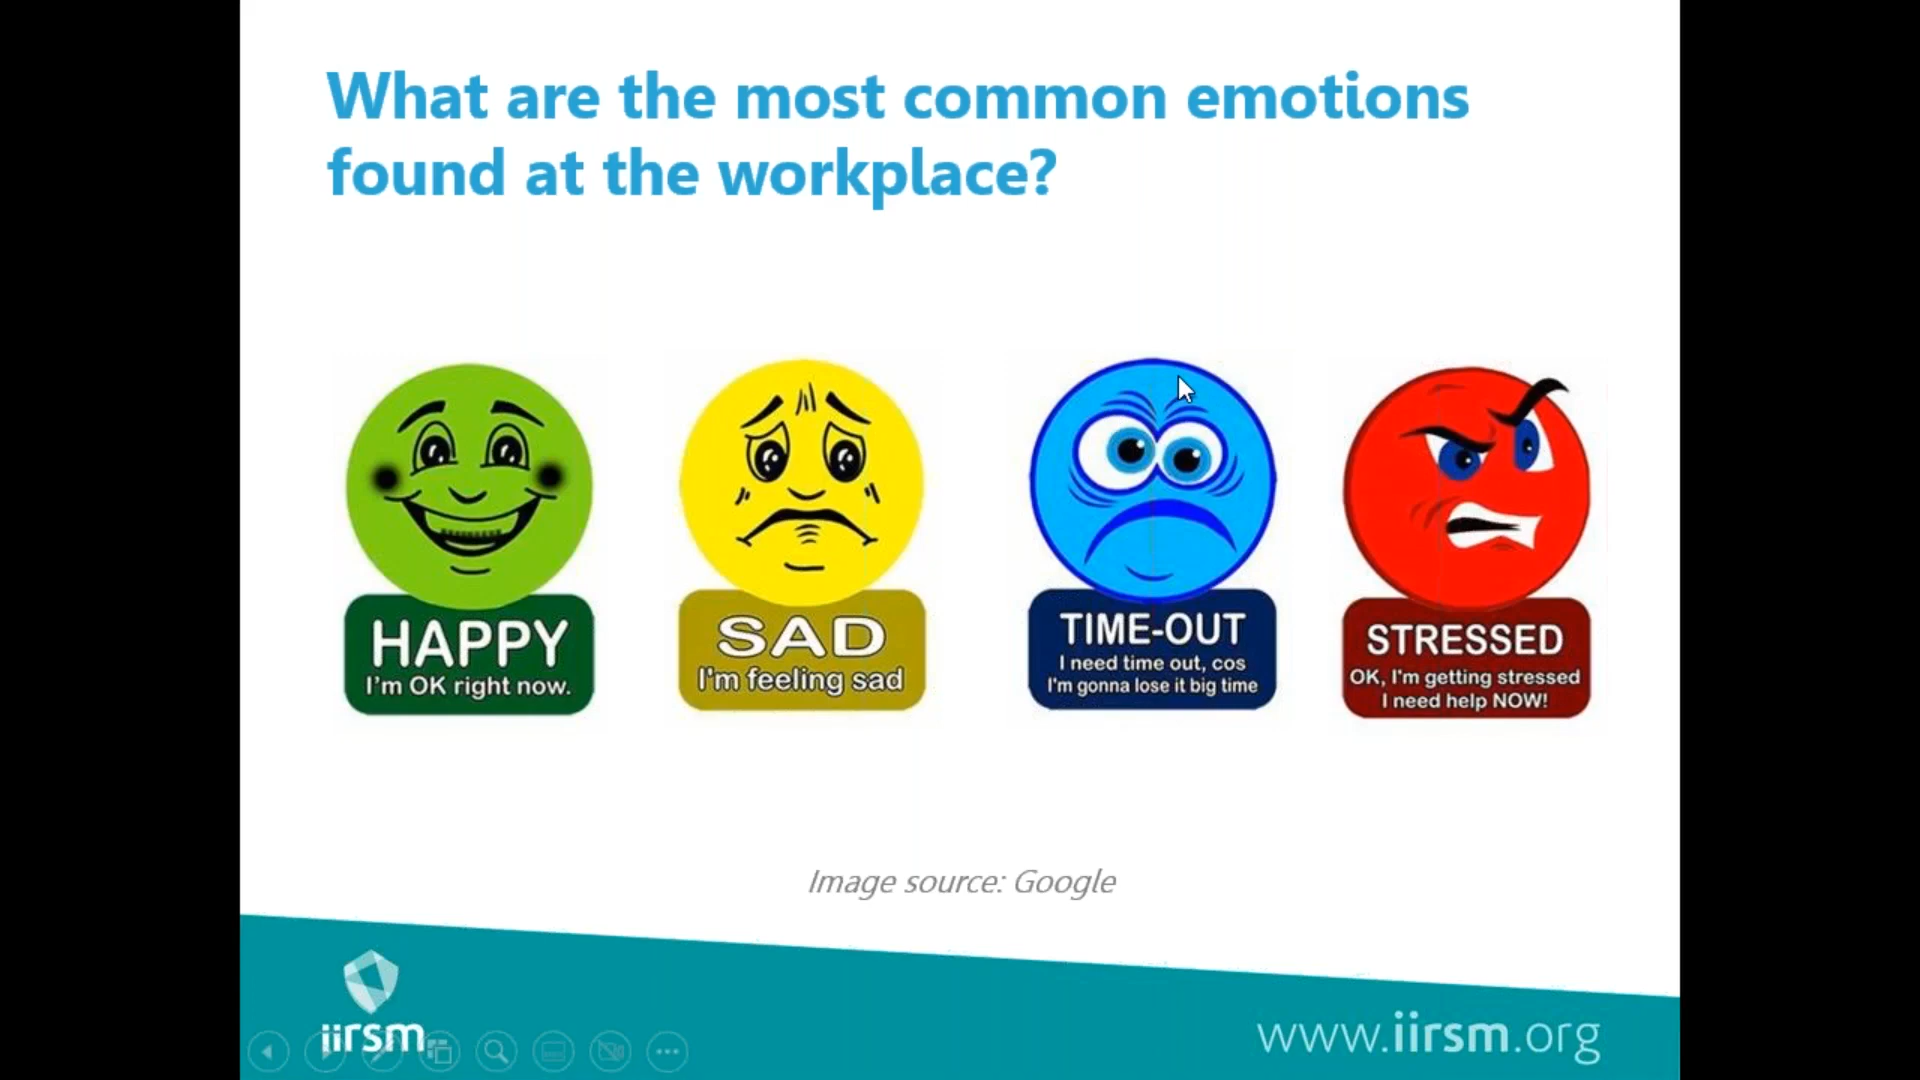 What are the most common emotions
found at the workplace?
HAPPY
I'm OK right now.
SAD
I'm feeling sad
TIME-OUT
I need time out, cos
I'm gonna lose it big time
STRESSED
OK, I'm getting stressed
I need help NOW!
Image source: Google
iirsm
www.iirsm.org